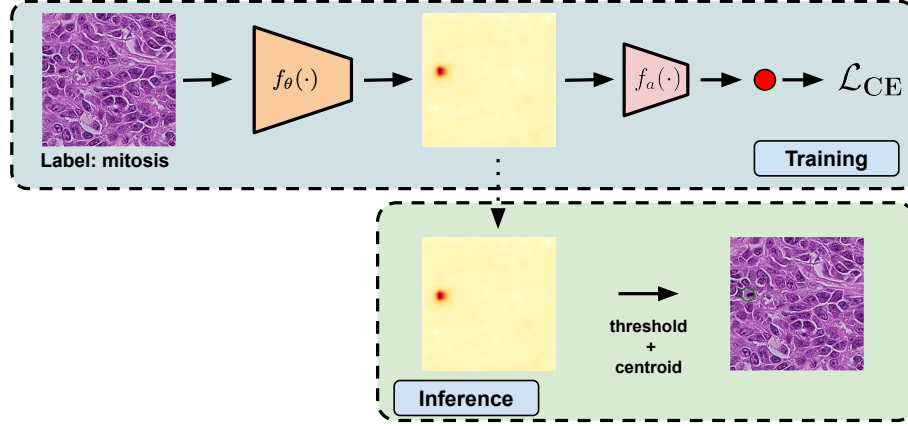 f_θ(·)
f_a(·)
ℒ_CE
Label: mitosis
Training
threshold
+
centroid
Inference